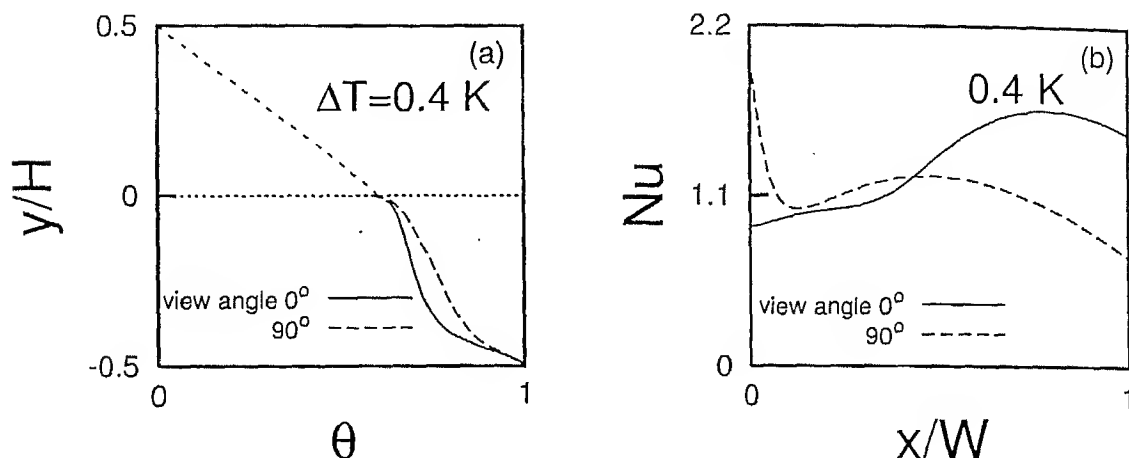 0.5
(a)
ΔT=0.4 K
y/H
0
view angle 0°
90°
-0.5
0
1
θ
2.2
(b)
0.4 K
Nu
1.1
view angle 0°
90°
0
0
1
x/W